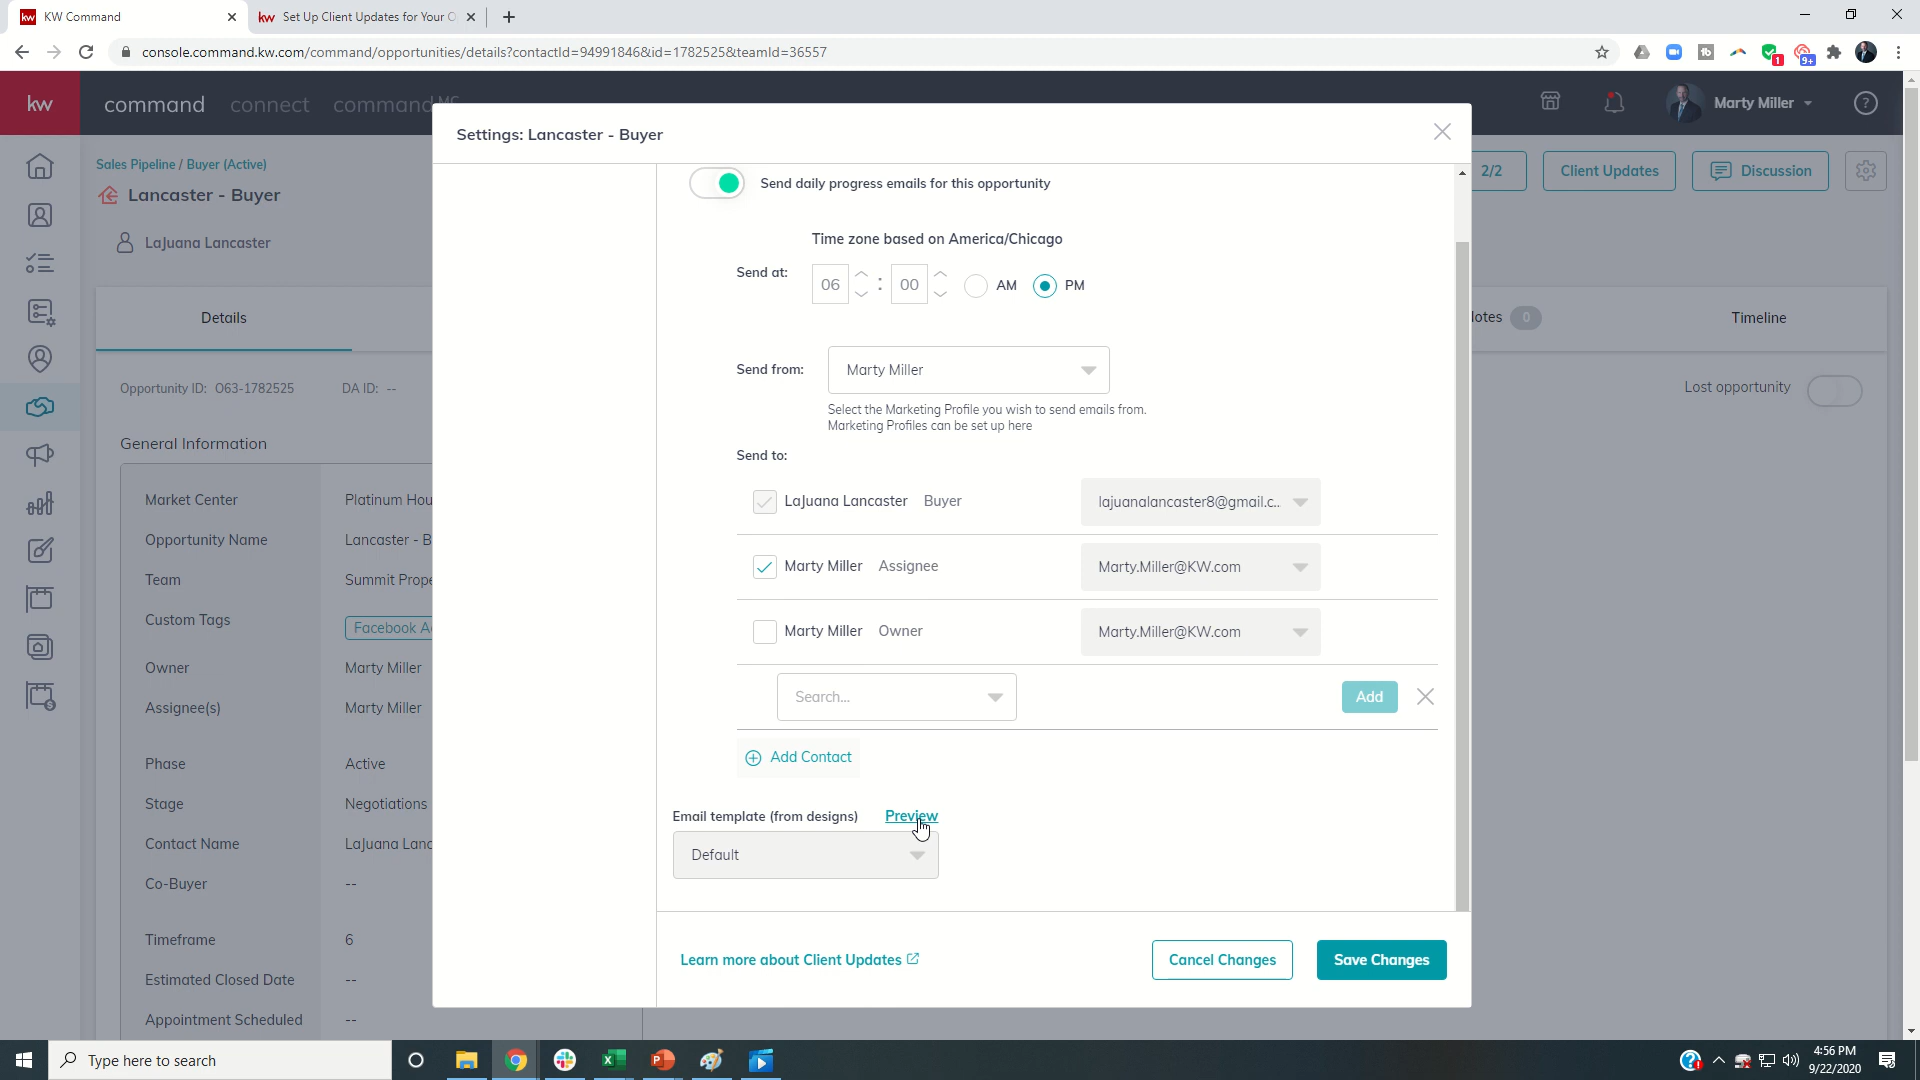 KW Command
kw Set Up Client Updates for Your O
console.command.kw.com/command/opportunities/details?contactId=94991846&id=1782525&teamId=36557
1
9+
kw
command connect command MC
Marty Miller
?
Settings: Lancaster - Buyer
Sales Pipeline / Buyer (Active)
Lancaster - Buyer
LaJuana Lancaster
2/2
Client Updates
Discussion
Details
Notes 0
Timeline
Opportunity ID: O63-1782525 DA ID: --
Lost opportunity
General Information
Market Center Platinum Hou
Opportunity Name Lancaster - B
Team Summit Prope
Custom Tags Facebook A
Owner Marty Miller
Assignee(s) Marty Miller
Phase Active
Stage Negotiations
Contact Name LaJuana Lanc
Co-Buyer --
Timeframe 6
Estimated Closed Date --
Appointment Scheduled --
Send daily progress emails for this opportunity
Time zone based on America/Chicago
Send at: 06 : 00 AM PM
Send from: Marty Miller
Select the Marketing Profile you wish to send emails from.
Marketing Profiles can be set up here
Send to:
LaJuana Lancaster Buyer lajuanalancaster8@gmail.c...
Marty Miller Assignee Marty.Miller@KW.com
Marty Miller Owner Marty.Miller@KW.com
Search... Add
Add Contact
Email template (from designs) Preview
Default
Learn more about Client Updates
Cancel Changes
Save Changes
Type here to search
4:56 PM
9/22/2020